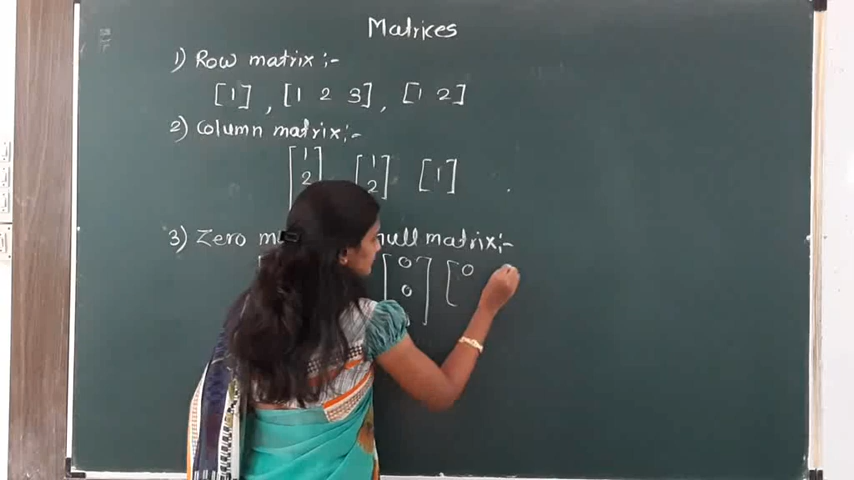 Matrices
1) Row matrix :-
[1] , [1 2 3] , [1 2]
2) Column matrix :-
[1 2 [1 2] [1]
3) Zero null matrix :-
[0 0 ] [0